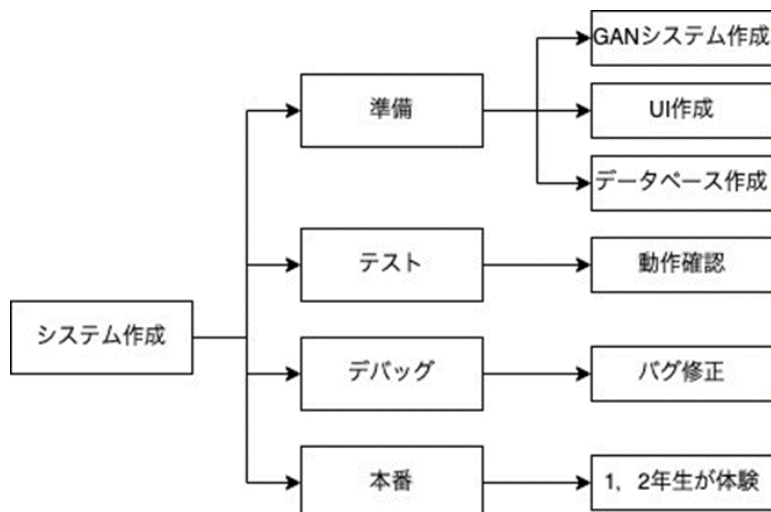 GANシステム作成
準備
UI作成
データベース作成
テスト
動作確認
システム作成
デバッグ
バグ修正
本番
1，2年生が体験